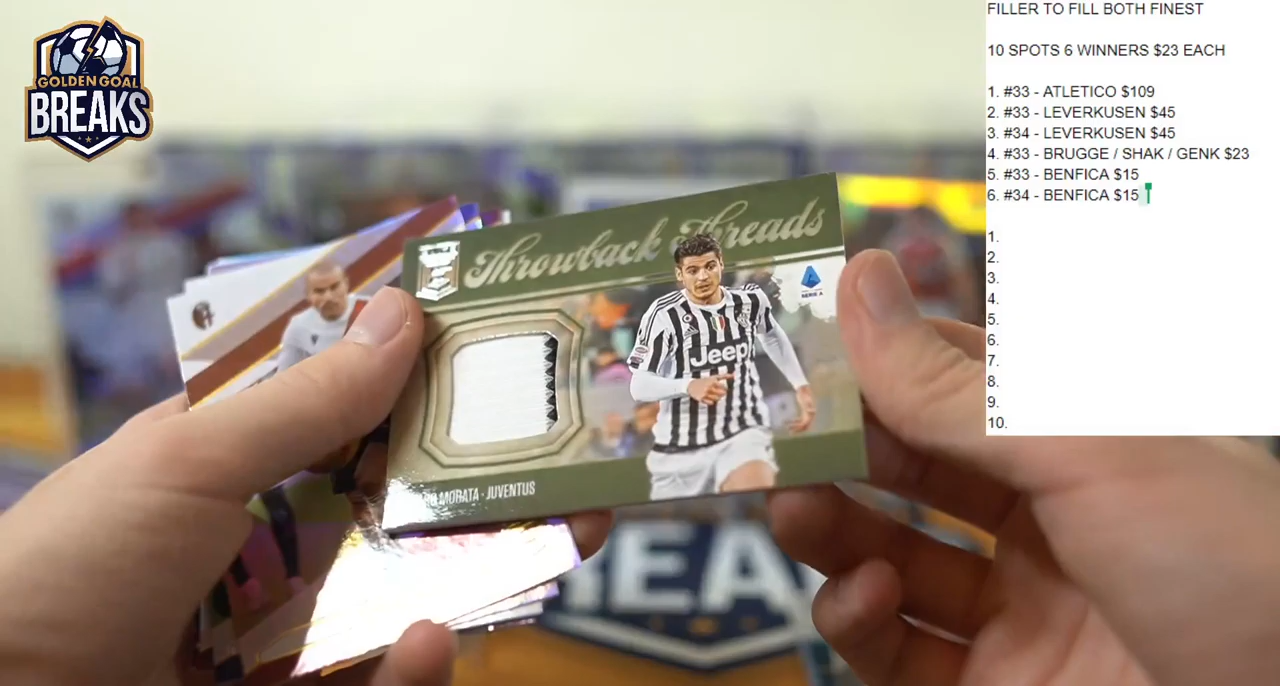 GOLDEN GOAL
BREAKS
FILLER TO FILL BOTH FINEST
10 SPOTS 6 WINNERS $23 EACH
1. #33 - ATLETICO $109
2. #33 - LEVERKUSEN $45
3. #34 - LEVERKUSEN $45
4. #33 - BRUGGE / SHAK / GENK $23
5. #33 - BENFICA $15
6. #34 - BENFICA $15
1.
2.
3.
4.
5.
6.
7.
8.
9.
10.
Throwback Threads
SERIE A
Jeep
MORATA · JUVENTUS